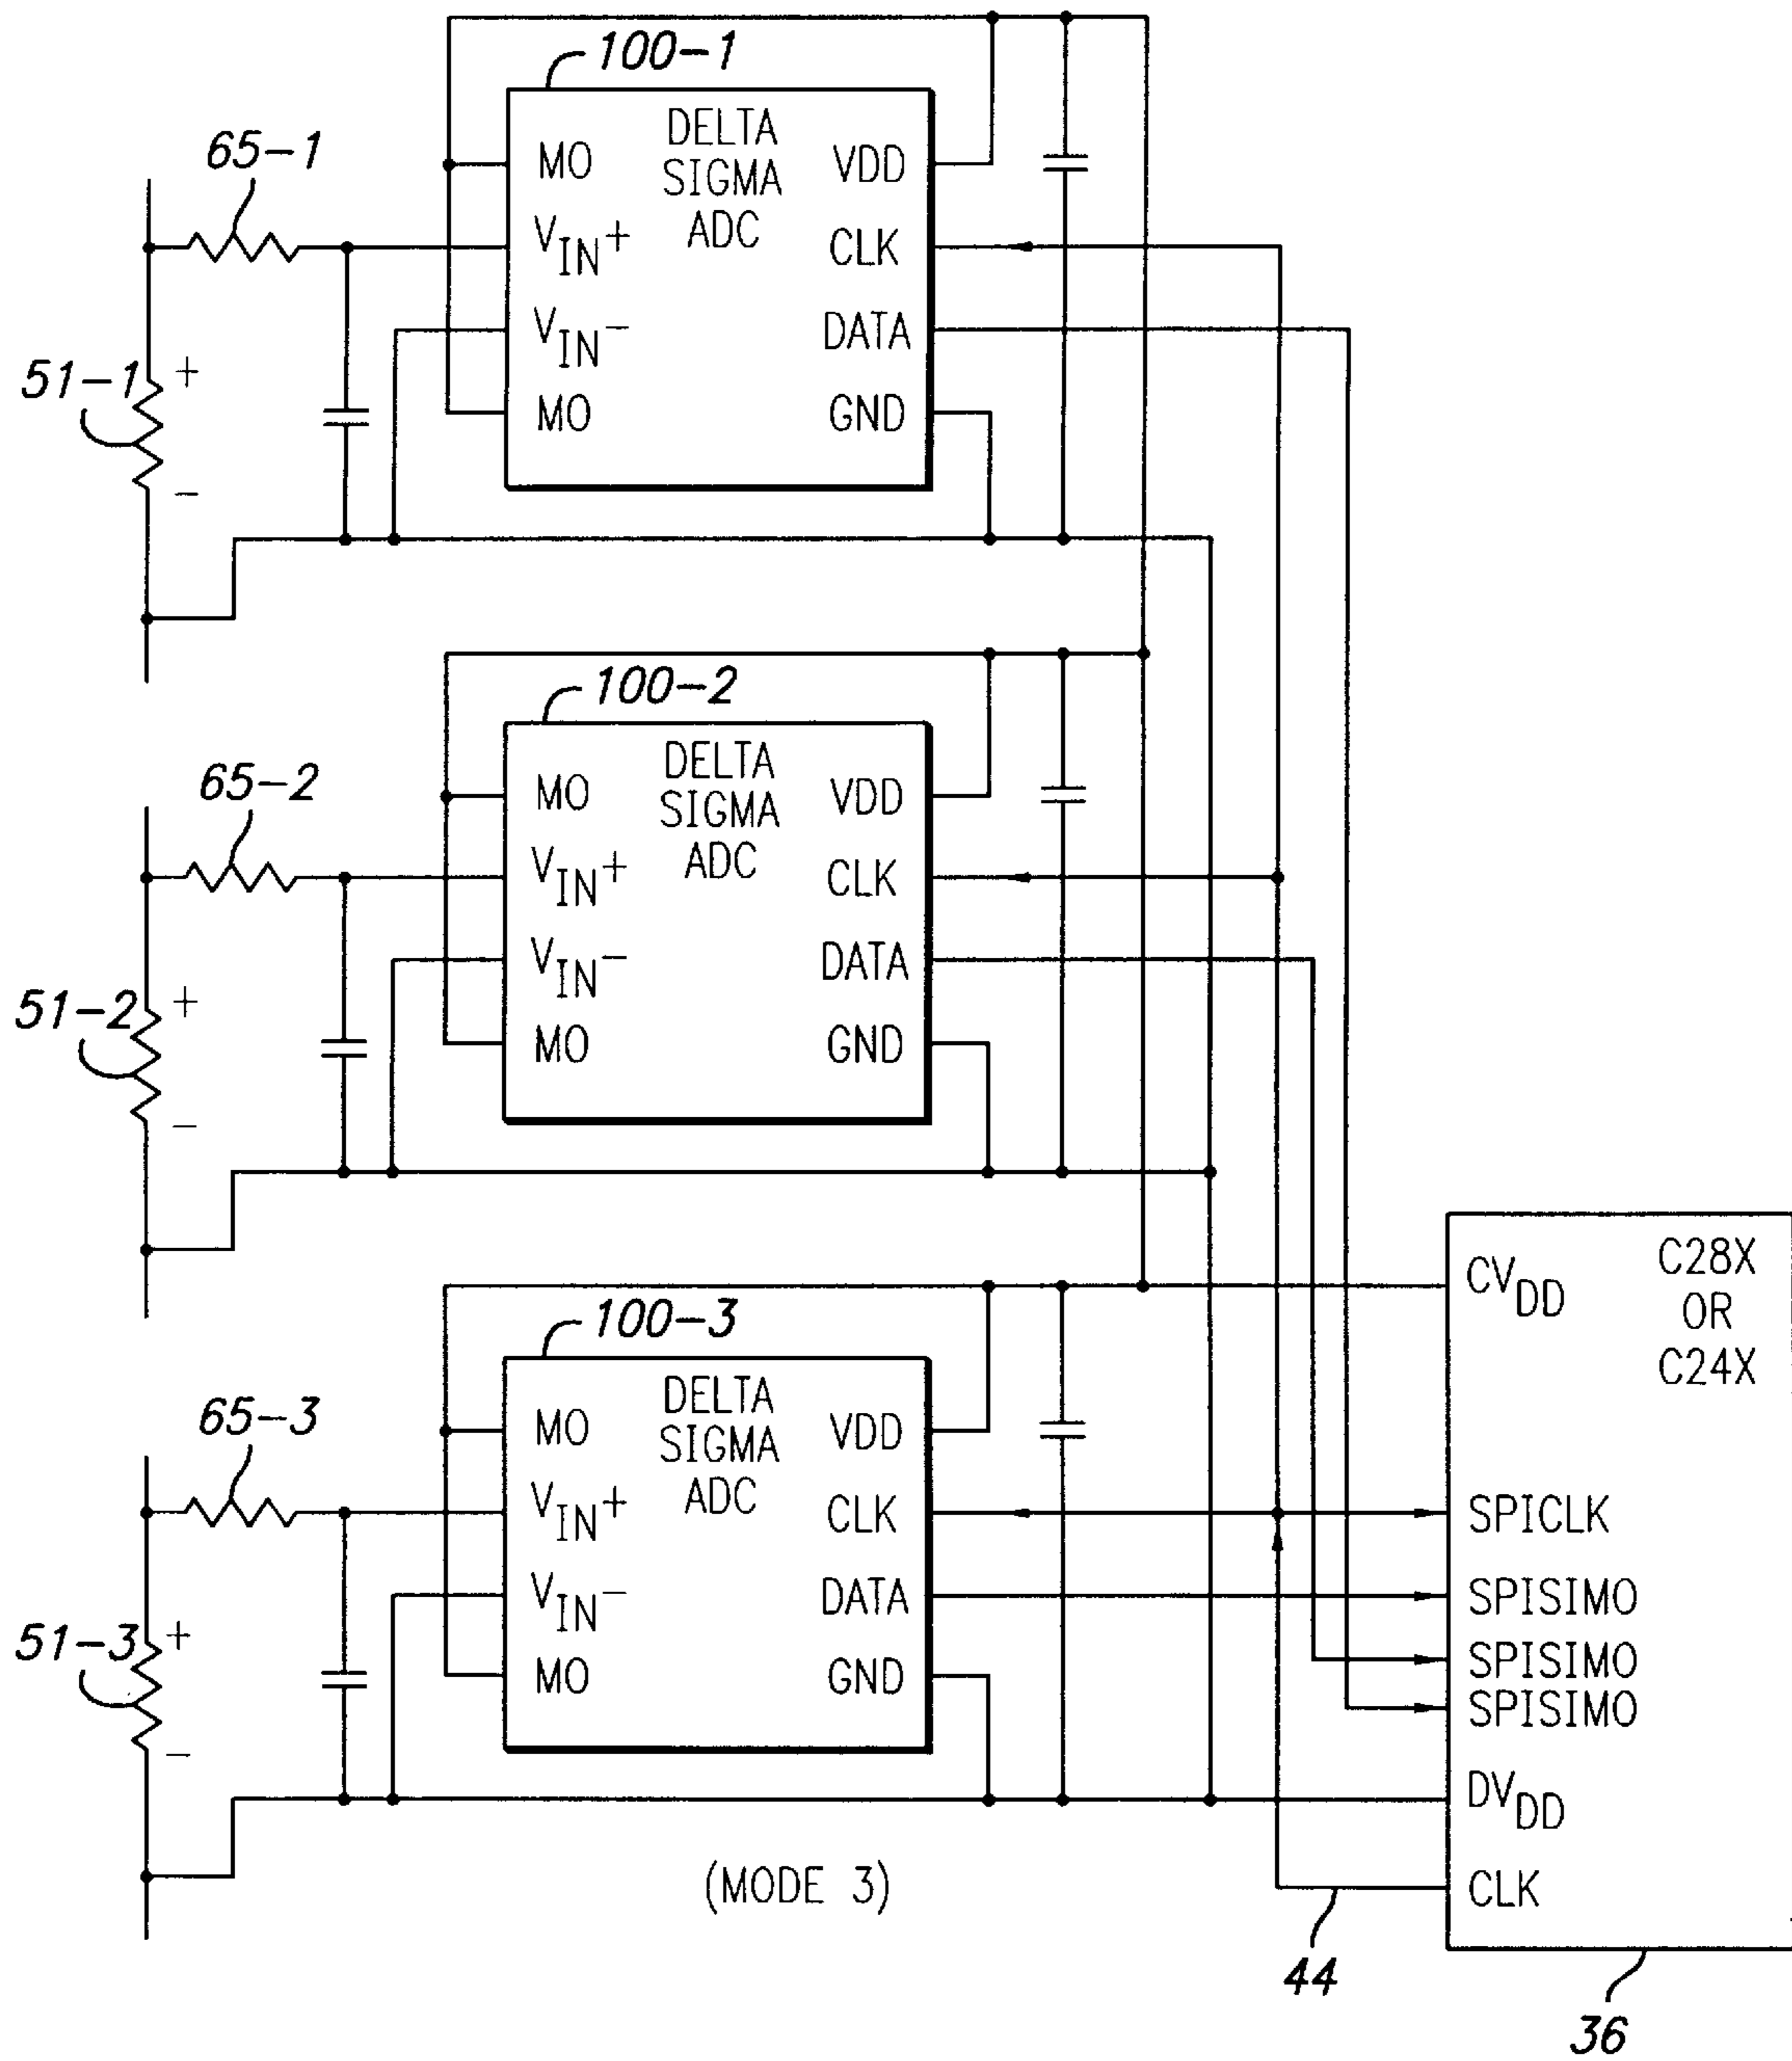 100-1
DELTA
SIGMA
ADC
65-1
MO
VDD
VIN+
CLK
VIN-
DATA
51-1
+
-
MO
GND
100-2
DELTA
SIGMA
ADC
65-2
MO
VDD
VIN+
CLK
VIN-
DATA
51-2
+
-
MO
GND
100-3
DELTA
SIGMA
ADC
65-3
MO
VDD
VIN+
CLK
VIN-
DATA
51-3
+
-
MO
GND
CVDD
C28X
OR
C24X
SPICLK
SPISIMO
SPISIMO
SPISIMO
DVDD
CLK
(MODE 3)
44
36